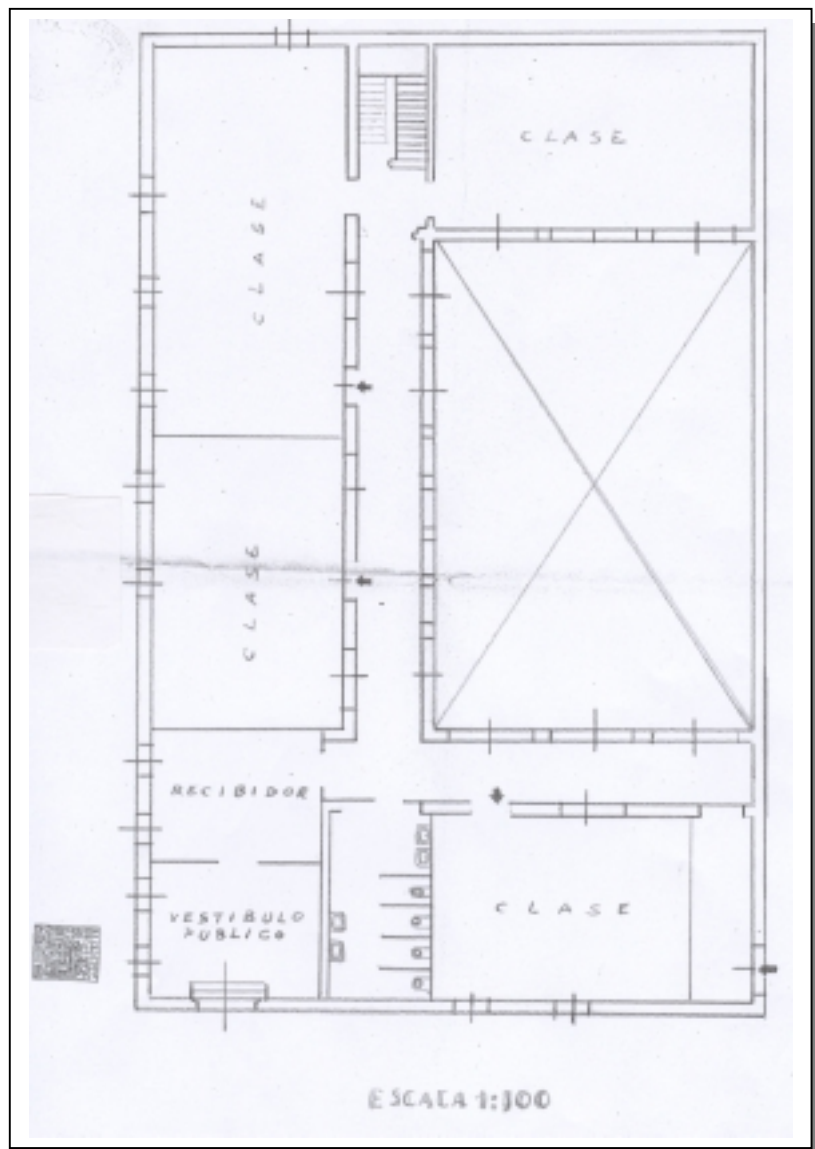 CLASE
CLASE
CLASE
RECIBIDOR
VESTIBULO
PUBLICO
CLASE
ESCALA 1:100